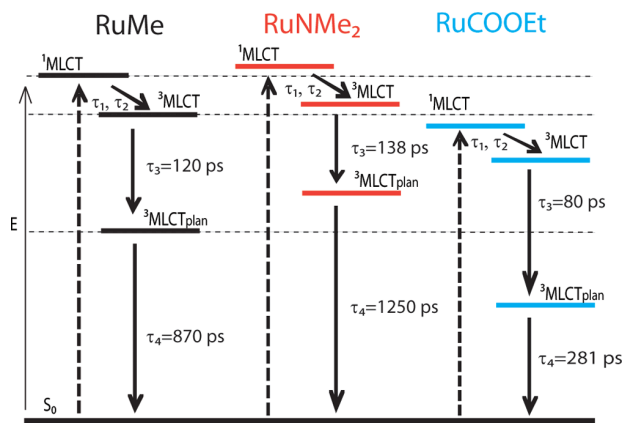 RuMe
RuNMe₂
RuCOOEt
¹MLCT
τ₁, τ₂
³MLCT
τ₃=120 ps
³MLCTplan
τ₄=870 ps
¹MLCT
τ₁, τ₂
³MLCT
τ₃=138 ps
³MLCTplan
τ₄=1250 ps
¹MLCT
τ₁, τ₂
³MLCT
τ₃=80 ps
³MLCTplan
τ₄=281 ps
E
S₀